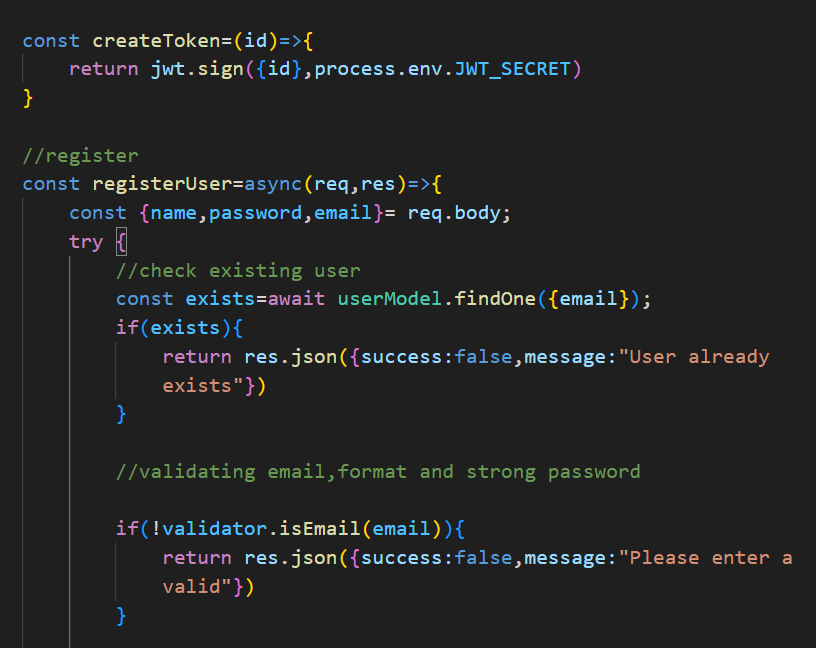 const createToken=(id)=>{
    return jwt.sign({id},process.env.JWT_SECRET)
}
//register
const registerUser=async(req,res)=>{
    const {name,password,email}= req.body;
    try {
        //check existing user
        const exists=await userModel.findOne({email});
        if(exists){
            return res.json({success:false,message:"User already
            exists"})
        }
        //validating email,format and strong password
        if(!validator.isEmail(email)){
            return res.json({success:false,message:"Please enter a
            valid"})
        }